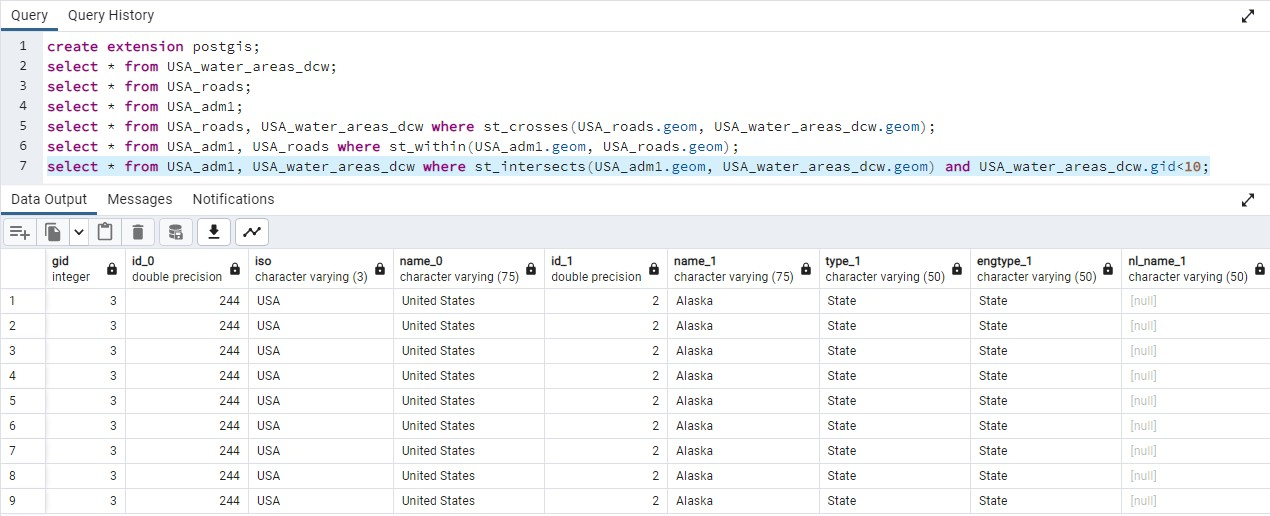 Query Query History
1 create extension postgis;
2 select * from USA_water_areas_dcw;
3 select * from USA_roads;
4 select * from USA_adm1;
5 select * from USA_roads, USA_water_areas_dcw where st_crosses(USA_roads.geom, USA_water_areas_dcw.geom);
6 select * from USA_adm1, USA_roads where st_within(USA_adm1.geom, USA_roads.geom);
7 select * from USA_adm1, USA_water_areas_dcw where st_intersects(USA_adm1.geom, USA_water_areas_dcw.geom) and USA_water_areas_dcw.gid<10;
Data Output Messages Notifications
gid id_0 iso name_0 id_1 name_1 type_1 engtype_1 nl_name_1
integer double precision character varying (3) character varying (75) double precision character varying (75) character varying (50) character varying (50) character varying (50)
1 3 244 USA United States 2 Alaska State State [null]
2 3 244 USA United States 2 Alaska State State [null]
3 3 244 USA United States 2 Alaska State State [null]
4 3 244 USA United States 2 Alaska State State [null]
5 3 244 USA United States 2 Alaska State State [null]
6 3 244 USA United States 2 Alaska State State [null]
7 3 244 USA United States 2 Alaska State State [null]
8 3 244 USA United States 2 Alaska State State [null]
9 3 244 USA United States 2 Alaska State State [null]